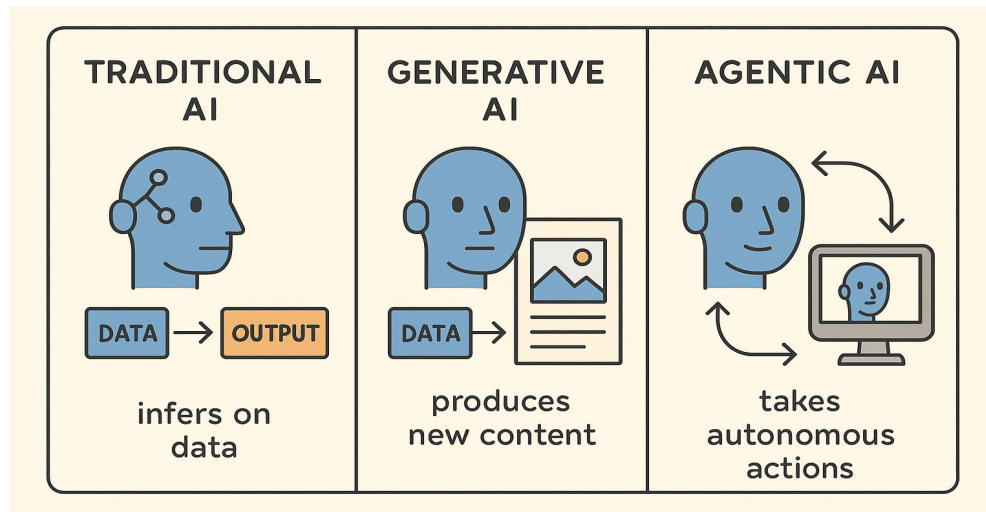 TRADITIONAL
AI
DATA
OUTPUT
infers on
data
GENERATIVE
AI
DATA
produces
new content
AGENTIC AI
takes
autonomous
actions